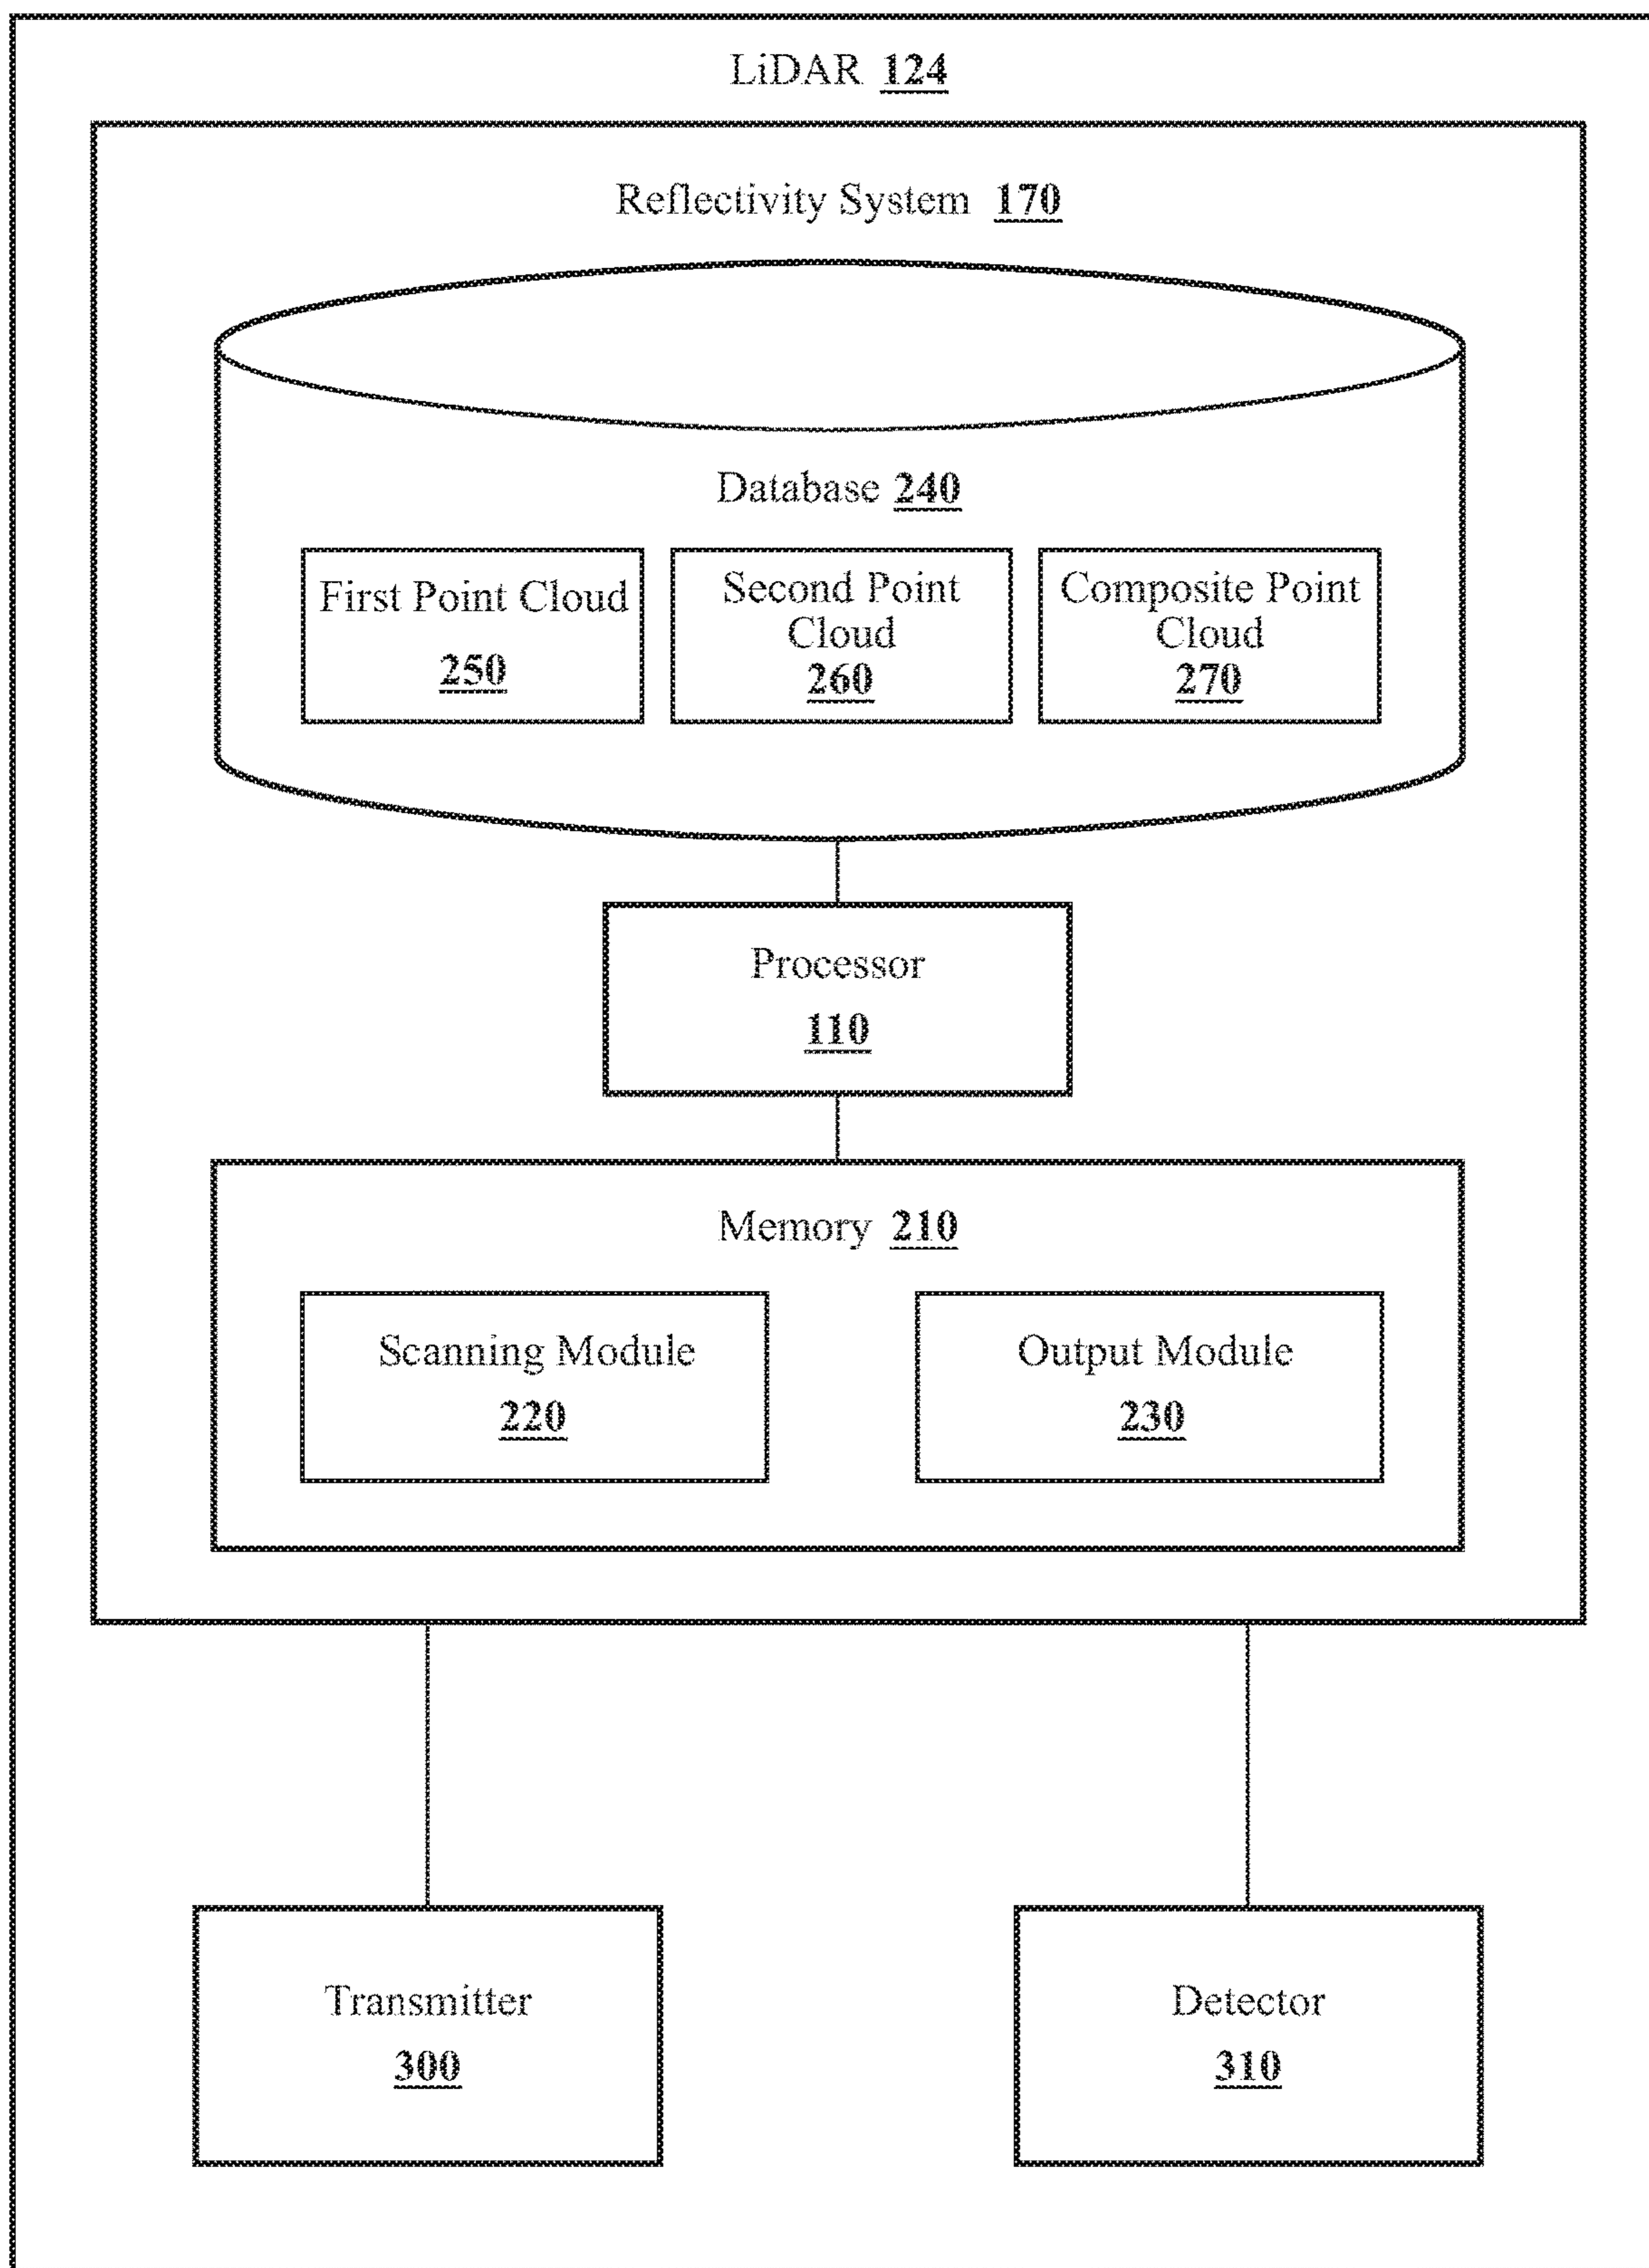 LiDAR 124
Reflectivity System 170
Database 240
First Point Cloud
250
Second Point
Cloud
260
Composite Point
Cloud
270
Processor
110
Memory 210
Scanning Module
220
Output Module
230
Transmitter
300
Detector
310